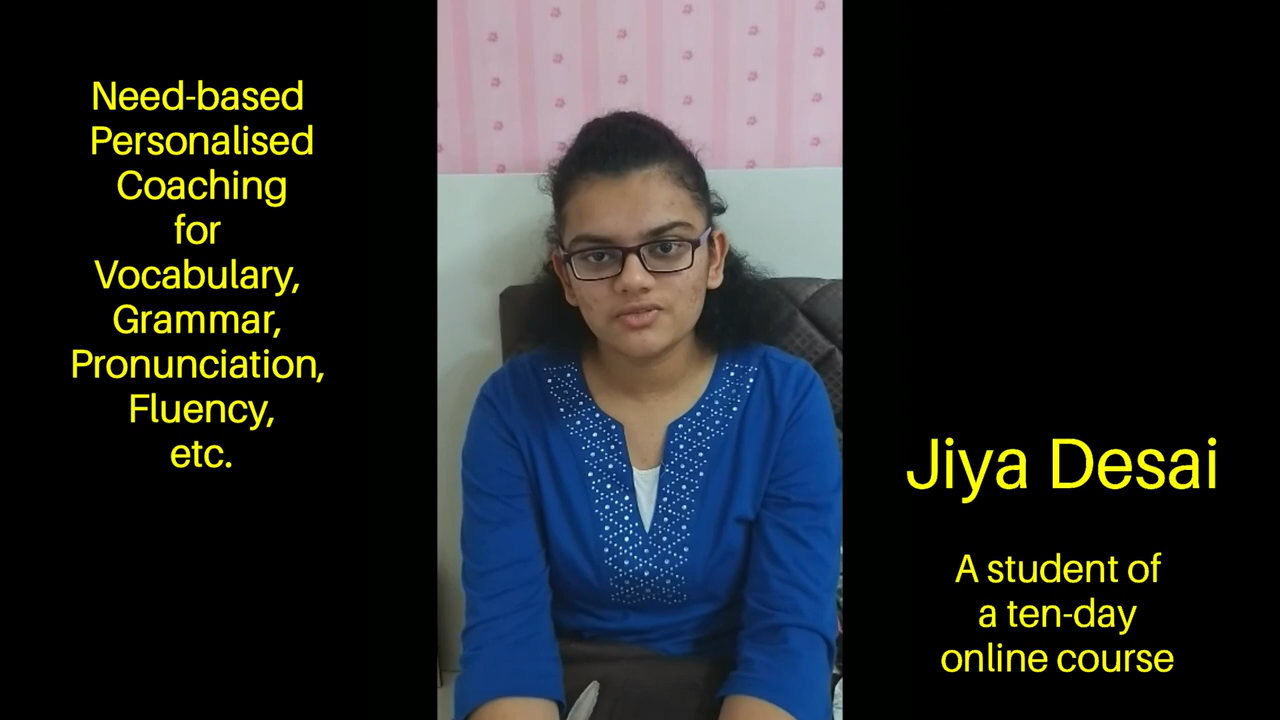 Need-based
Personalised
Coaching
for
Vocabulary,
Grammar,
Pronunciation,
Fluency,
etc.
Jiya Desai
A student of
a ten-day
online course